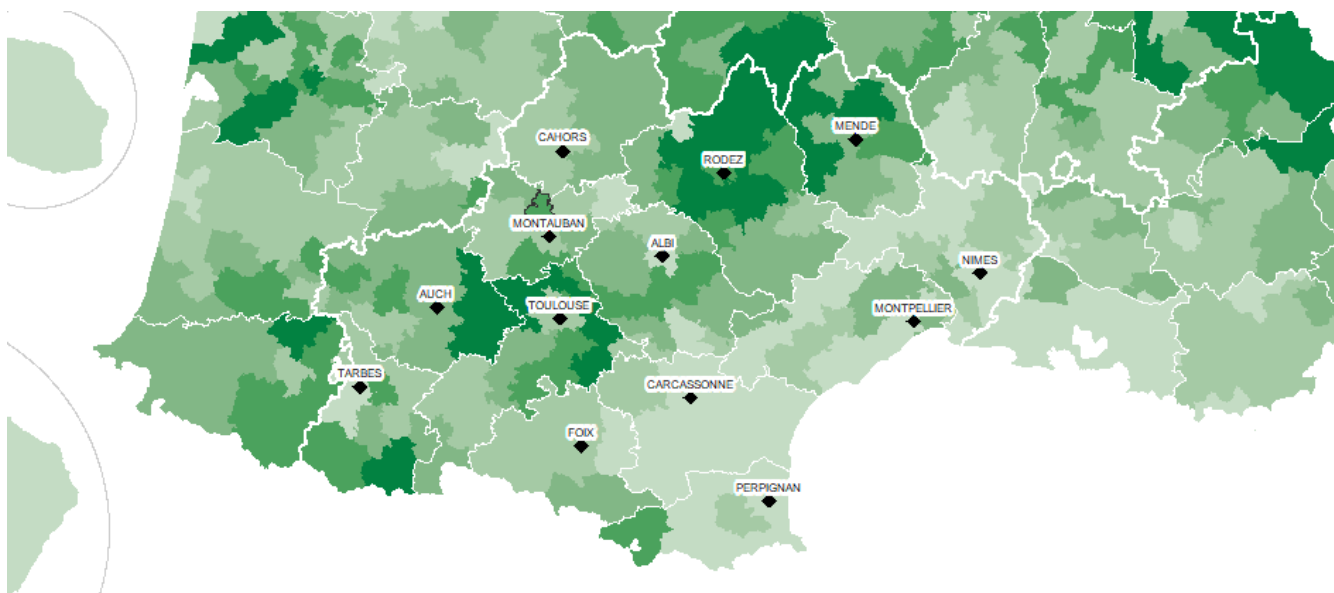 CAHORS
MENDE
RODEZ
MONTAUBAN
ALBI
NIMES
AUCH
TOULOUSE
MONTPELLIER
TARBES
CARCASSONNE
FOIX
PERPIGNAN